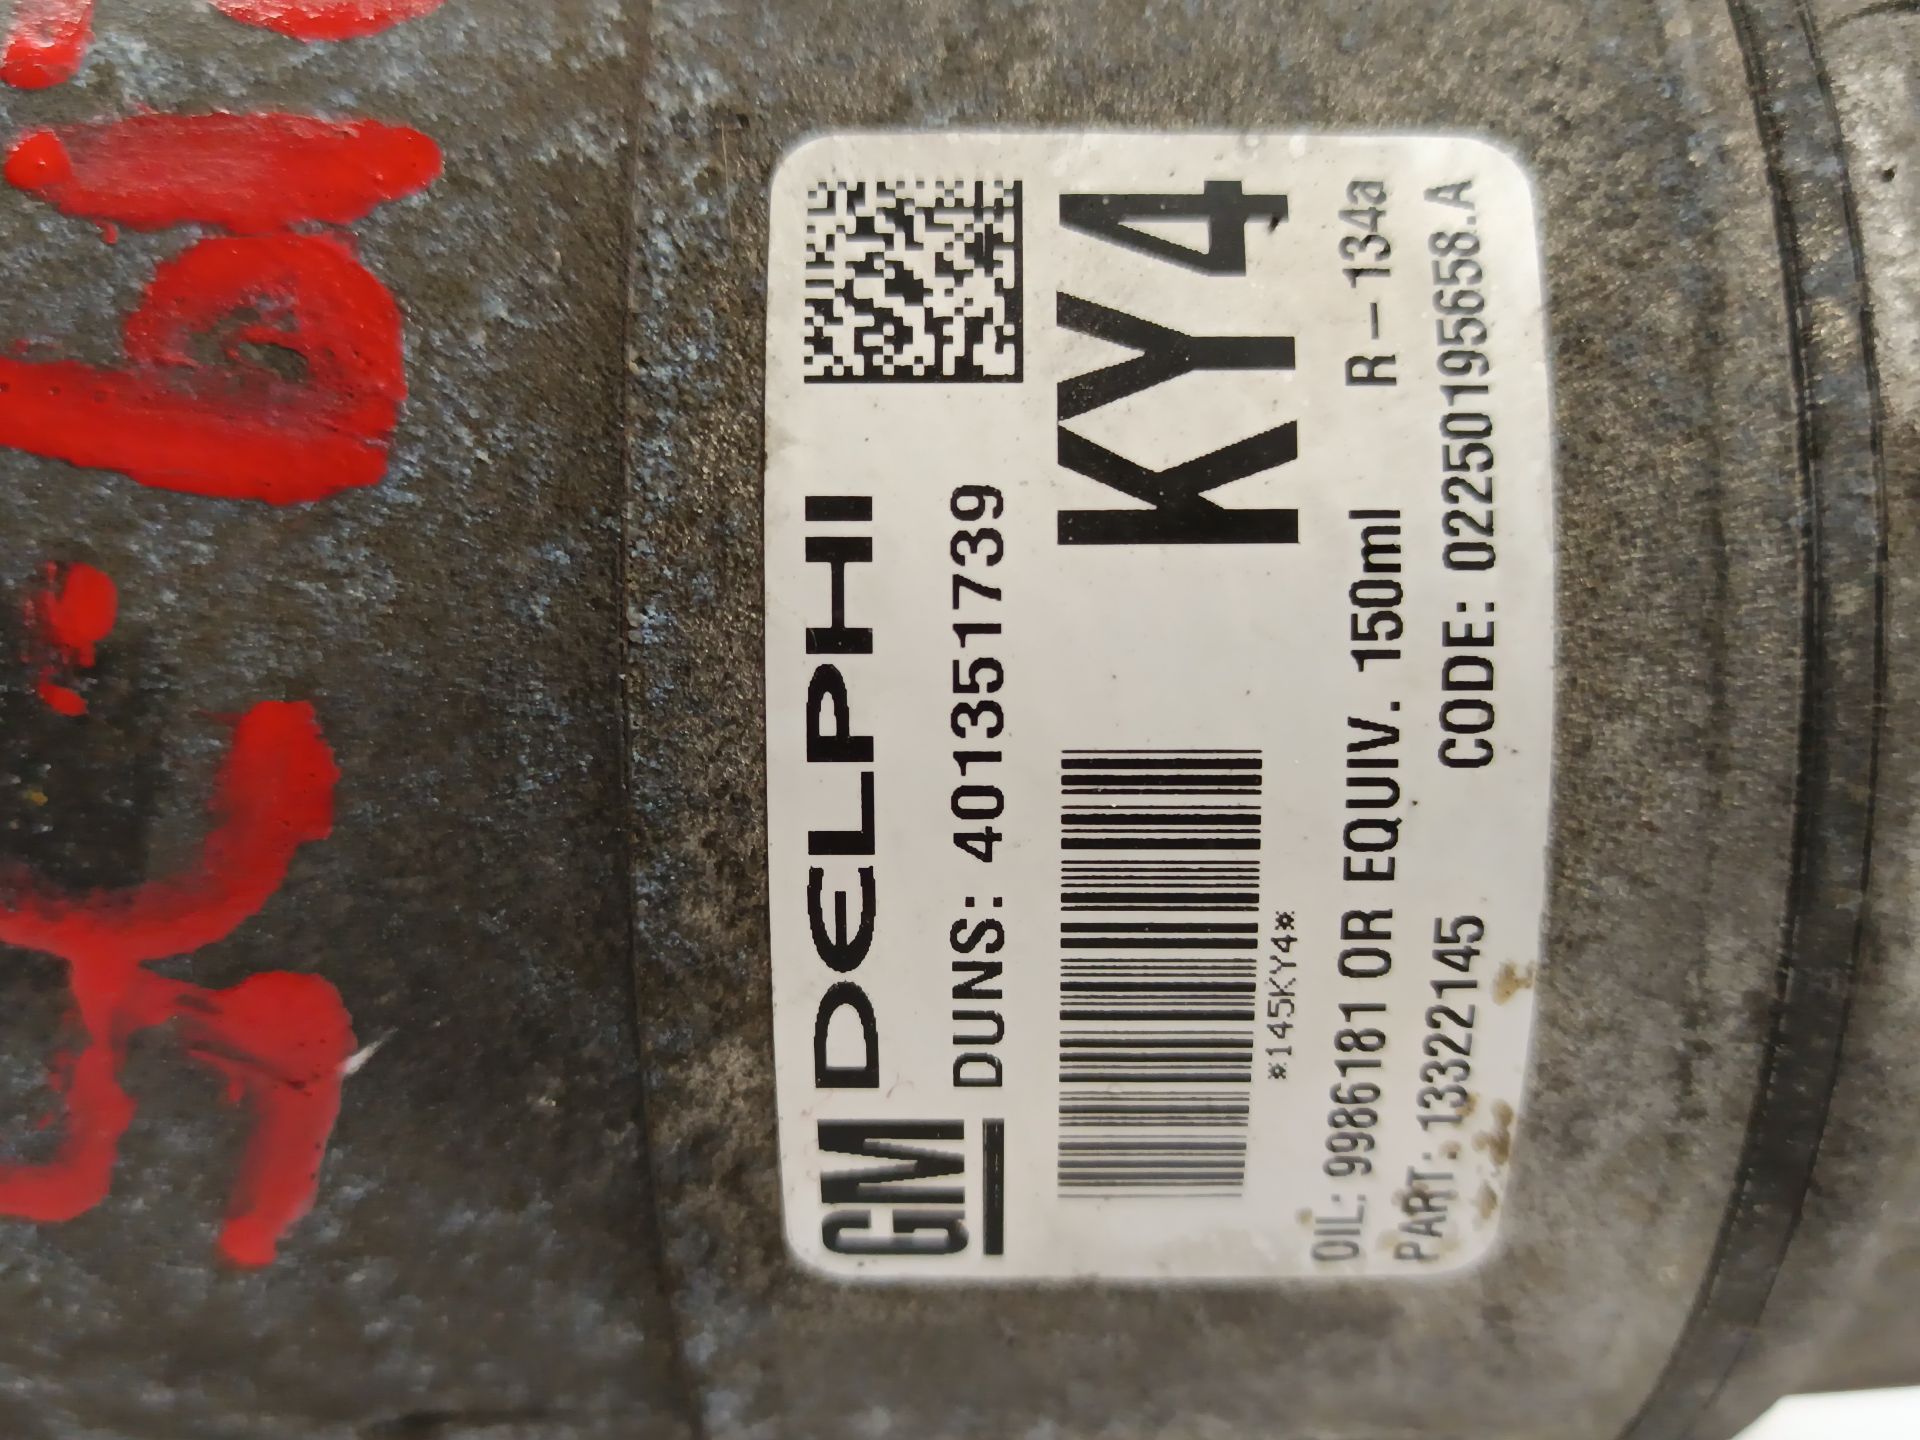 GM DELPHI
DUNS: 401351739
KY4
*145KY4*
OIL: 9986181 OR EQUIV. 150ml R-134a
PART: 13322145 CODE: 02250195658.A